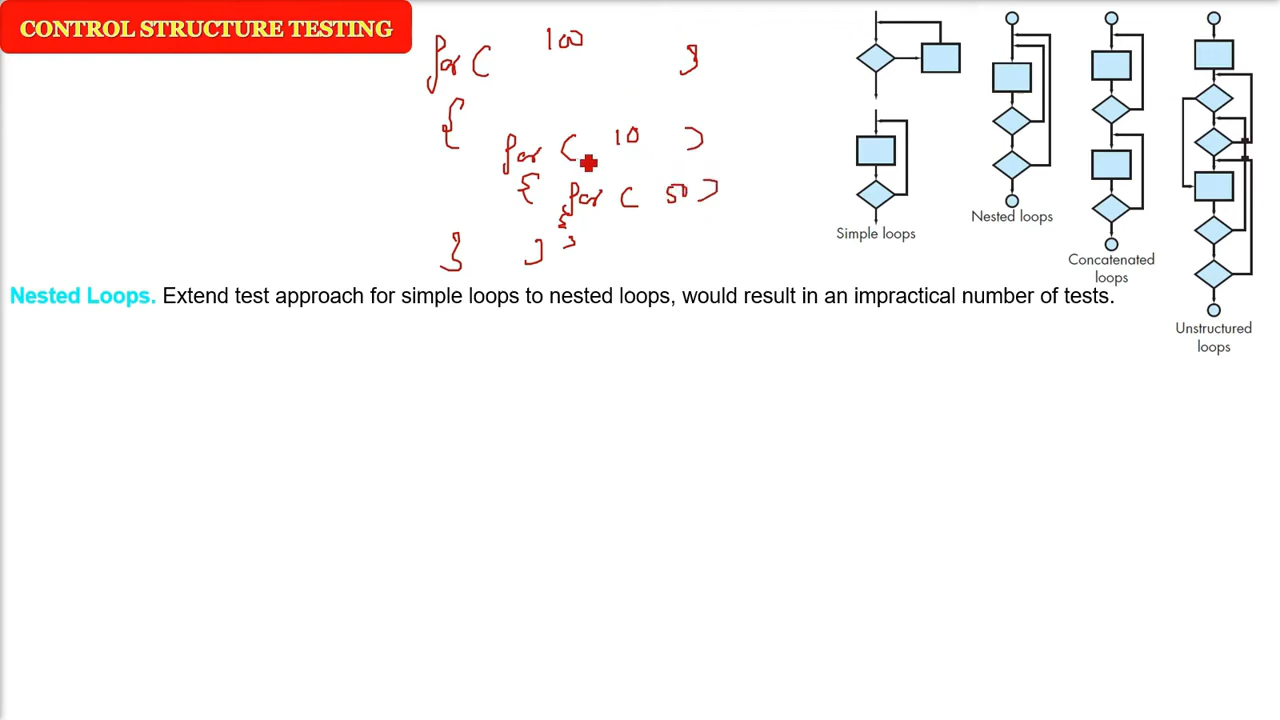 CONTROL STRUCTURE TESTING
for ( 100 )
{
for ( 10 )
{ for ( 50 )
{
}
} }
Simple loops
Nested loops
Concatenated
loops
Unstructured
loops
Nested Loops. Extend test approach for simple loops to nested loops, would result in an impractical number of tests.